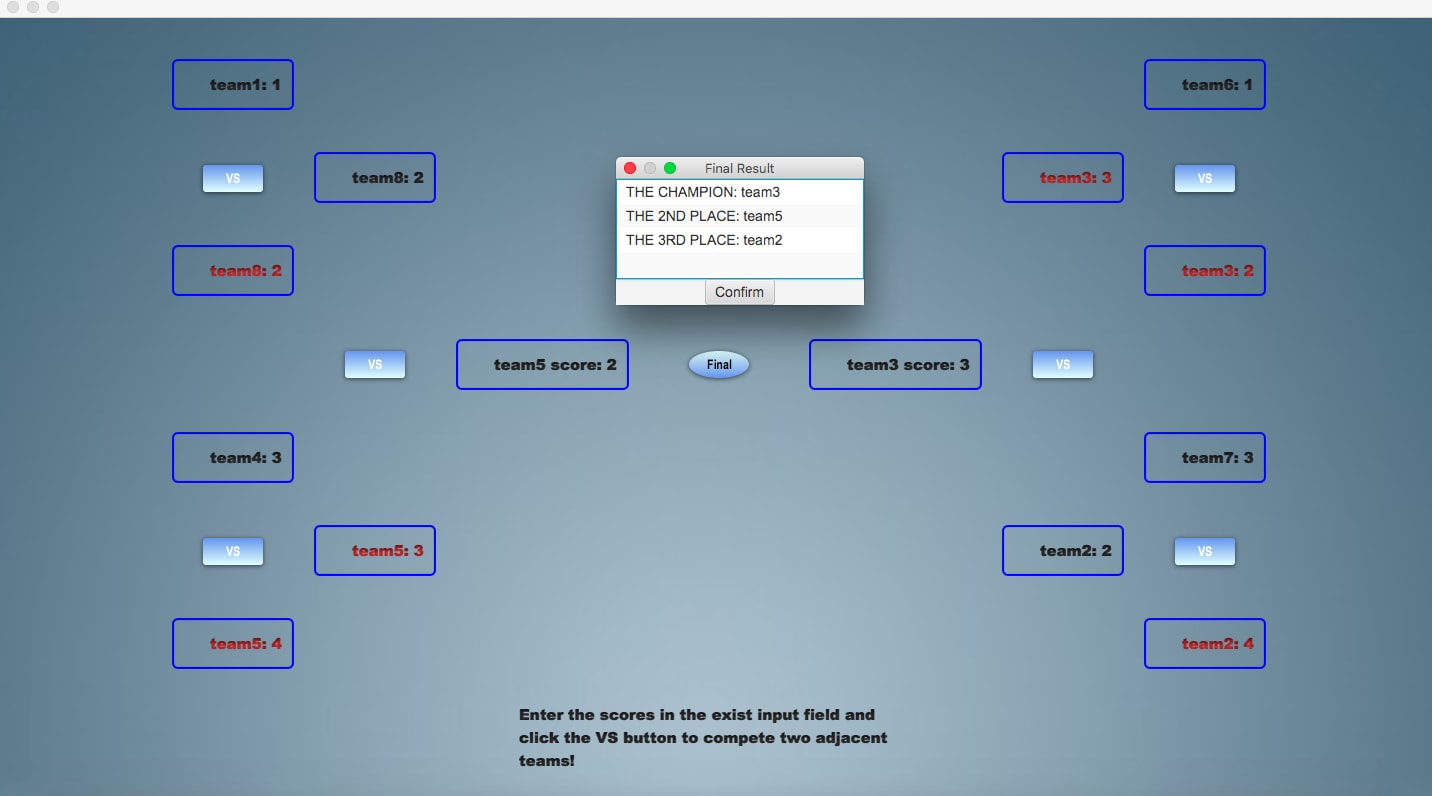 team1: 1
team6: 1
VS
team8: 2
Final Result
THE CHAMPION: team3
THE 2ND PLACE: team5
THE 3RD PLACE: team2
Confirm
team3: 3
VS
team8: 2
team3: 2
VS
team5 score: 2
Final
team3 score: 3
VS
team4: 3
team7: 3
VS
team5: 3
team2: 2
VS
team5: 4
team2: 4
Enter the scores in the exist input field and
click the VS button to compete two adjacent
teams!